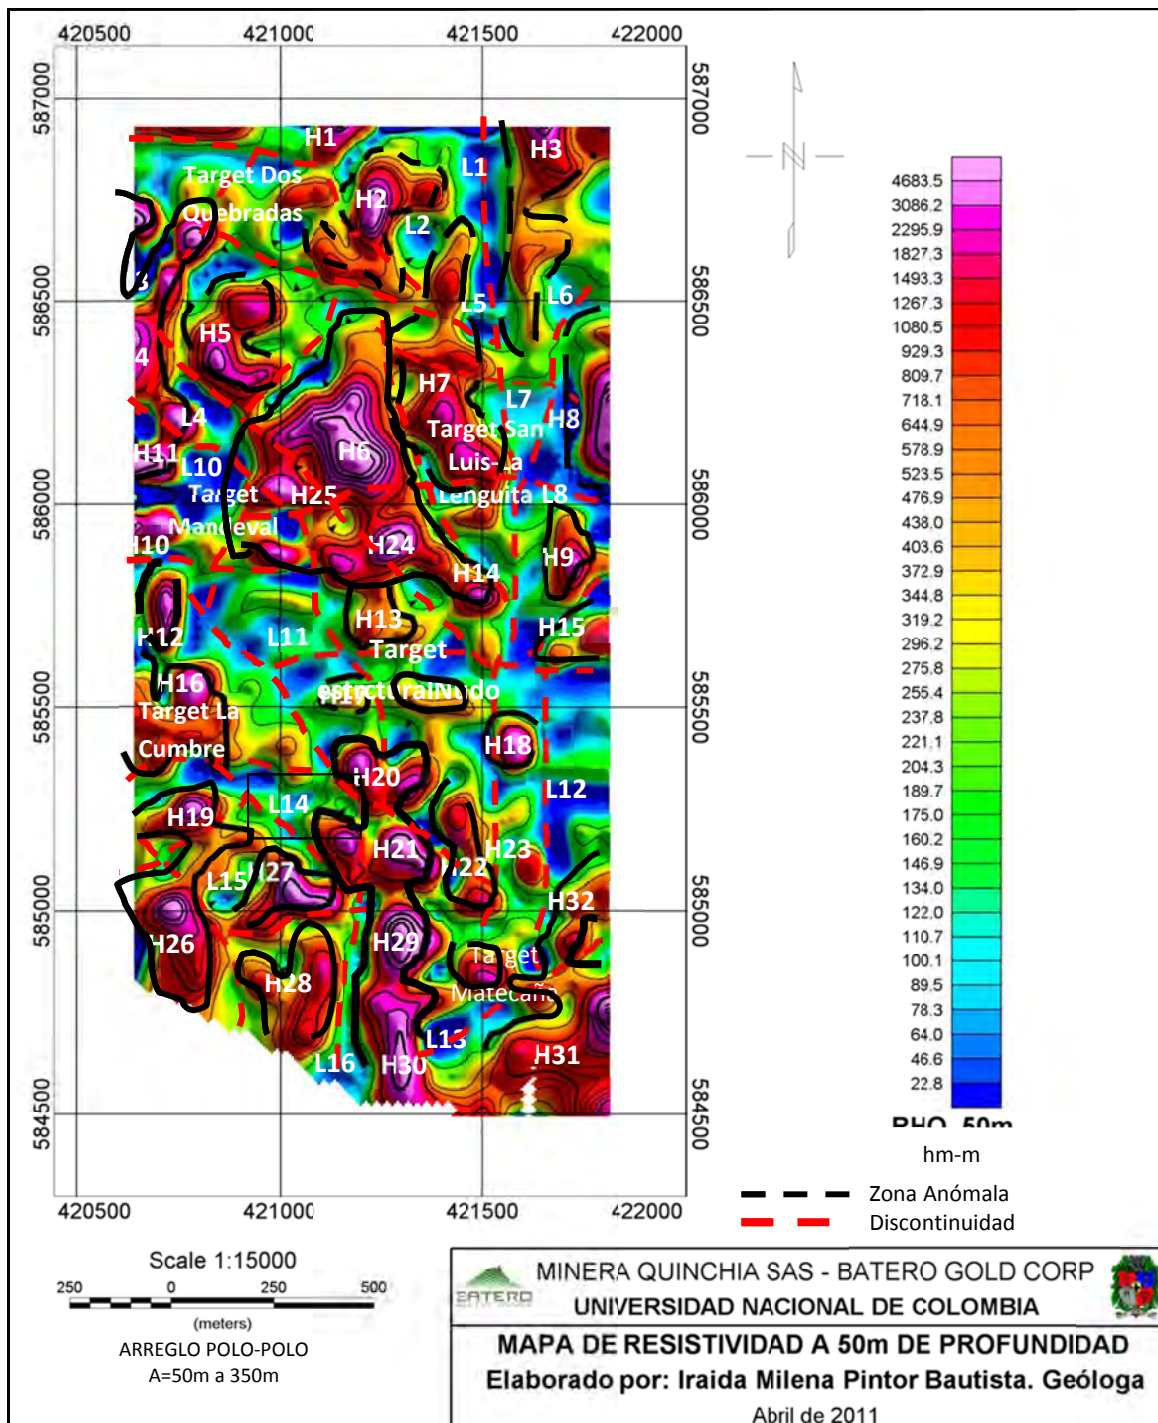 420500 421000 421500 422000
587000 587000
586500 586500
586000 586000
585500 585500
585000 585000
584500 584500
H1
H3
L1
Target Dos
Quebradas
H2
L2
3
L5
L6
H5
4
H7
L7
H8
L4
Target San
H6
H11
L10
Luis-La
Target
H25
Lenguita
L8
Mandeval
H10
H24
H9
H14
H12
L11
H13
H15
Target
H16
estrcturalNudo
H17
Target La
Cumbre
H18
H20
L14
L12
H19
H21
H23
H22
L15
H27
H32
H26
H29
Target
H28
Matecaña
L13
L16
H30
H31
N
4683.5
3086.2
2295.9
1827.3
1493.3
1267.3
1080.5
929.3
809.7
718.1
644.9
578.9
523.5
476.9
438.0
403.6
372.9
344.8
319.6
296.2
275.8
255.4
237.8
221.1
204.3
189.7
175.0
160.2
146.9
134.0
122.0
110.7
100.1
89.5
78.3
64.0
46.6
22.8
RHO 50m
hm-m
Zona Anómala
Discontinuidad
420500 421000 421500 422000
Scale 1:15000
250 0 250 500
(meters)
ARREGLO POLO-POLO
A=50m a 350m
BATERO
MINERA QUINCHIA SAS - BATERO GOLD CORP
UNIVERSIDAD NACIONAL DE COLOMBIA
MAPA DE RESISTIVIDAD A 50m DE PROFUNDIDAD
Elaborado por: Iraida Milena Pintor Bautista. Geóloga
Abril de 2011